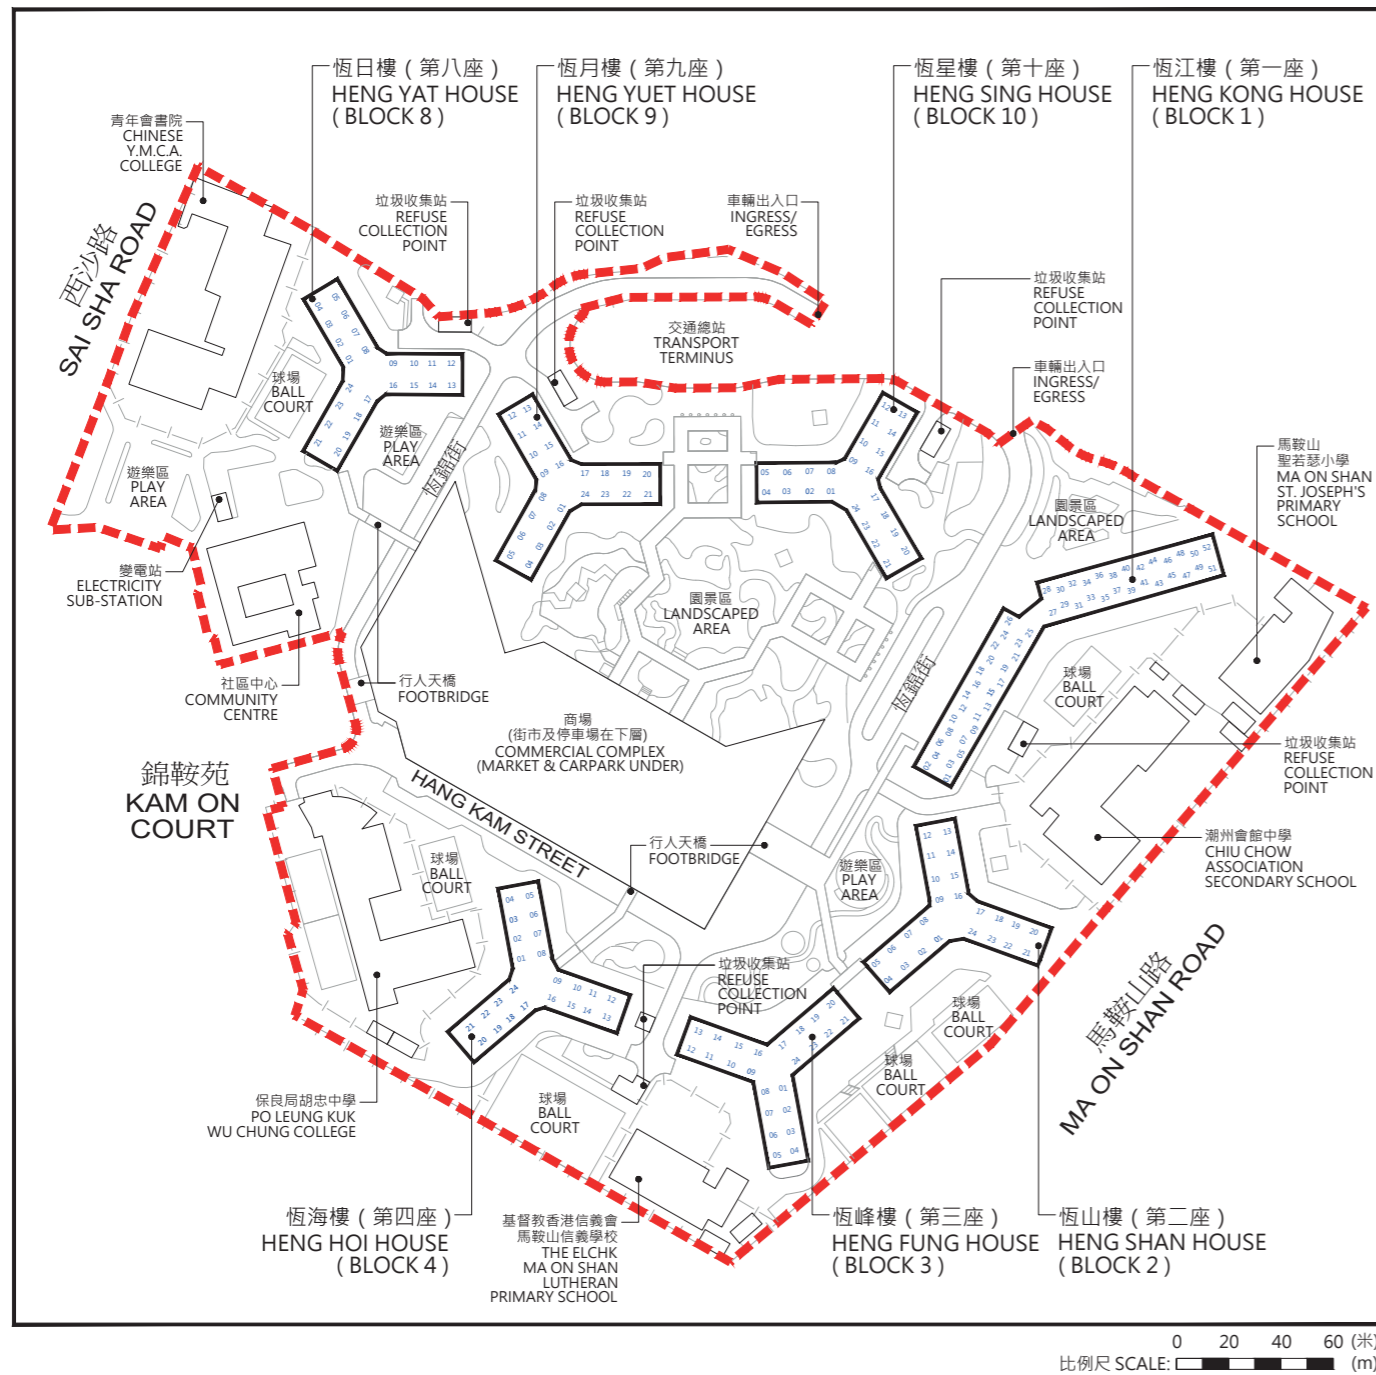 恆日樓 ( 第八座 )
HENG YAT HOUSE
( BLOCK 8 )
恆月樓 ( 第九座 )
HENG YUET HOUSE
( BLOCK 9 )
恆星樓 ( 第十座 )
HENG SING HOUSE
( BLOCK 10 )
恆江樓 ( 第一座 )
HENG KONG HOUSE
( BLOCK 1 )
青年會書院
CHINESE
Y.M.C.A.
COLLEGE
垃圾收集站
REFUSE
COLLECTION
POINT
垃圾收集站
REFUSE
COLLECTION
POINT
車輛出入口
INGRESS/
EGRESS
西沙路
SAI SHA ROAD
垃圾收集站
REFUSE
COLLECTION
POINT
交通總站
TRANSPORT
TERMINUS
車輛出入口
INGRESS/
EGRESS
球場
BALL
COURT
遊樂區
PLAY
AREA
恆錦街
遊樂區
PLAY
AREA
馬鞍山
聖若瑟小學
MA ON SHAN
ST. JOSEPH'S
PRIMARY
SCHOOL
園景區
LANDSCAPED
AREA
變電站
ELECTRICITY
SUB-STATION
園景區
LANDSCAPED
AREA
社區中心
COMMUNITY
CENTRE
行人天橋
FOOTBRIDGE
恆錦街
球場
BALL
COURT
商場
(街市及停車場在下層)
COMMERCIAL COMPLEX
(MARKET & CARPARK UNDER)
垃圾收集站
REFUSE
COLLECTION
POINT
錦鞍苑
KAM ON
COURT
HANG KAM STREET
行人天橋
FOOTBRIDGE
潮州會館中學
CHIU CHOW
ASSOCIATION
SECONDARY SCHOOL
球場
BALL
COURT
遊樂區
PLAY
AREA
垃圾收集站
REFUSE
COLLECTION
POINT
馬鞍山路
MA ON SHAN ROAD
球場
BALL
COURT
球場
BALL
COURT
保良局胡忠中學
PO LEUNG KUK
WU CHUNG COLLEGE
球場
BALL
COURT
恆海樓 ( 第四座 )
HENG HOI HOUSE
( BLOCK 4 )
基督教香港信義會
馬鞍山信義學校
THE ELCHK
MA ON SHAN
LUTHERAN
PRIMARY SCHOOL
恆峰樓 ( 第三座 )
HENG FUNG HOUSE
( BLOCK 3 )
恆山樓 ( 第二座 )
HENG SHAN HOUSE
( BLOCK 2 )
0 20 40 60 (米)
比例尺 SCALE: (m)